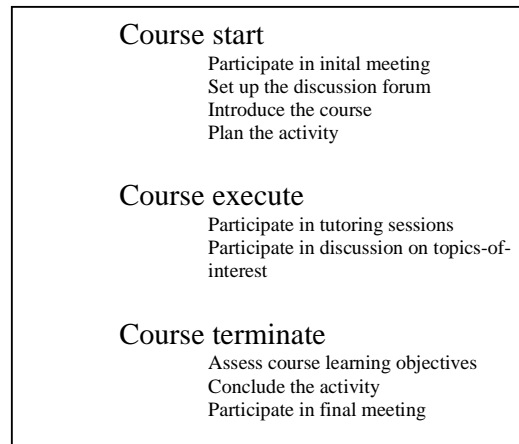 Course start
Participate in inital meeting
Set up the discussion forum
Introduce the course
Plan the activity
Course execute
Participate in tutoring sessions
Participate in discussion on topics-of-
interest
Course terminate
Assess course learning objectives
Conclude the activity
Participate in final meeting